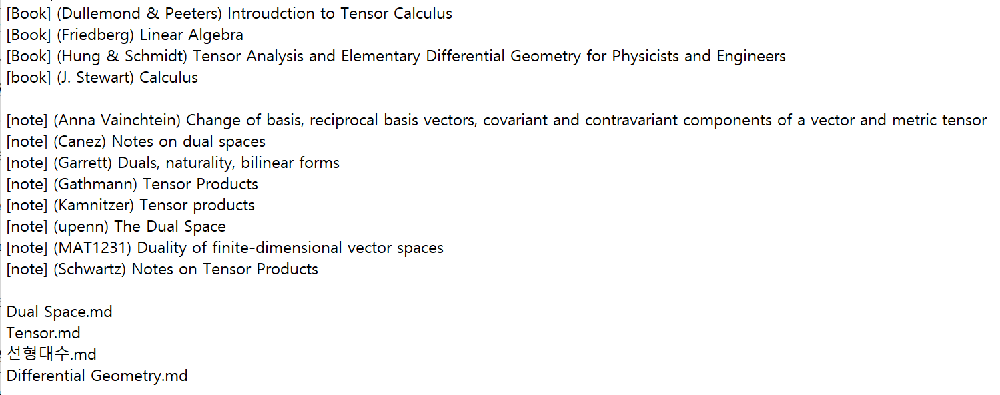 [Book] (Dullemond & Peeters) Introudction to Tensor Calculus
[Book] (Friedberg) Linear Algebra
[Book] (Hung & Schmidt) Tensor Analysis and Elementary Differential Geometry for Physicists and Engineers
[book] (J. Stewart) Calculus
[note] (Anna Vainchtein) Change of basis, reciprocal basis vectors, covariant and contravariant components of a vector and metric tensor
[note] (Canez) Notes on dual spaces
[note] (Garrett) Duals, naturality, bilinear forms
[note] (Gathmann) Tensor Products
[note] (Kamnitzer) Tensor products
[note] (upenn) The Dual Space
[note] (MAT1231) Duality of finite-dimensional vector spaces
[note] (Schwartz) Notes on Tensor Products
Dual Space.md
Tensor.md
선형대수.md
Differential Geometry.md